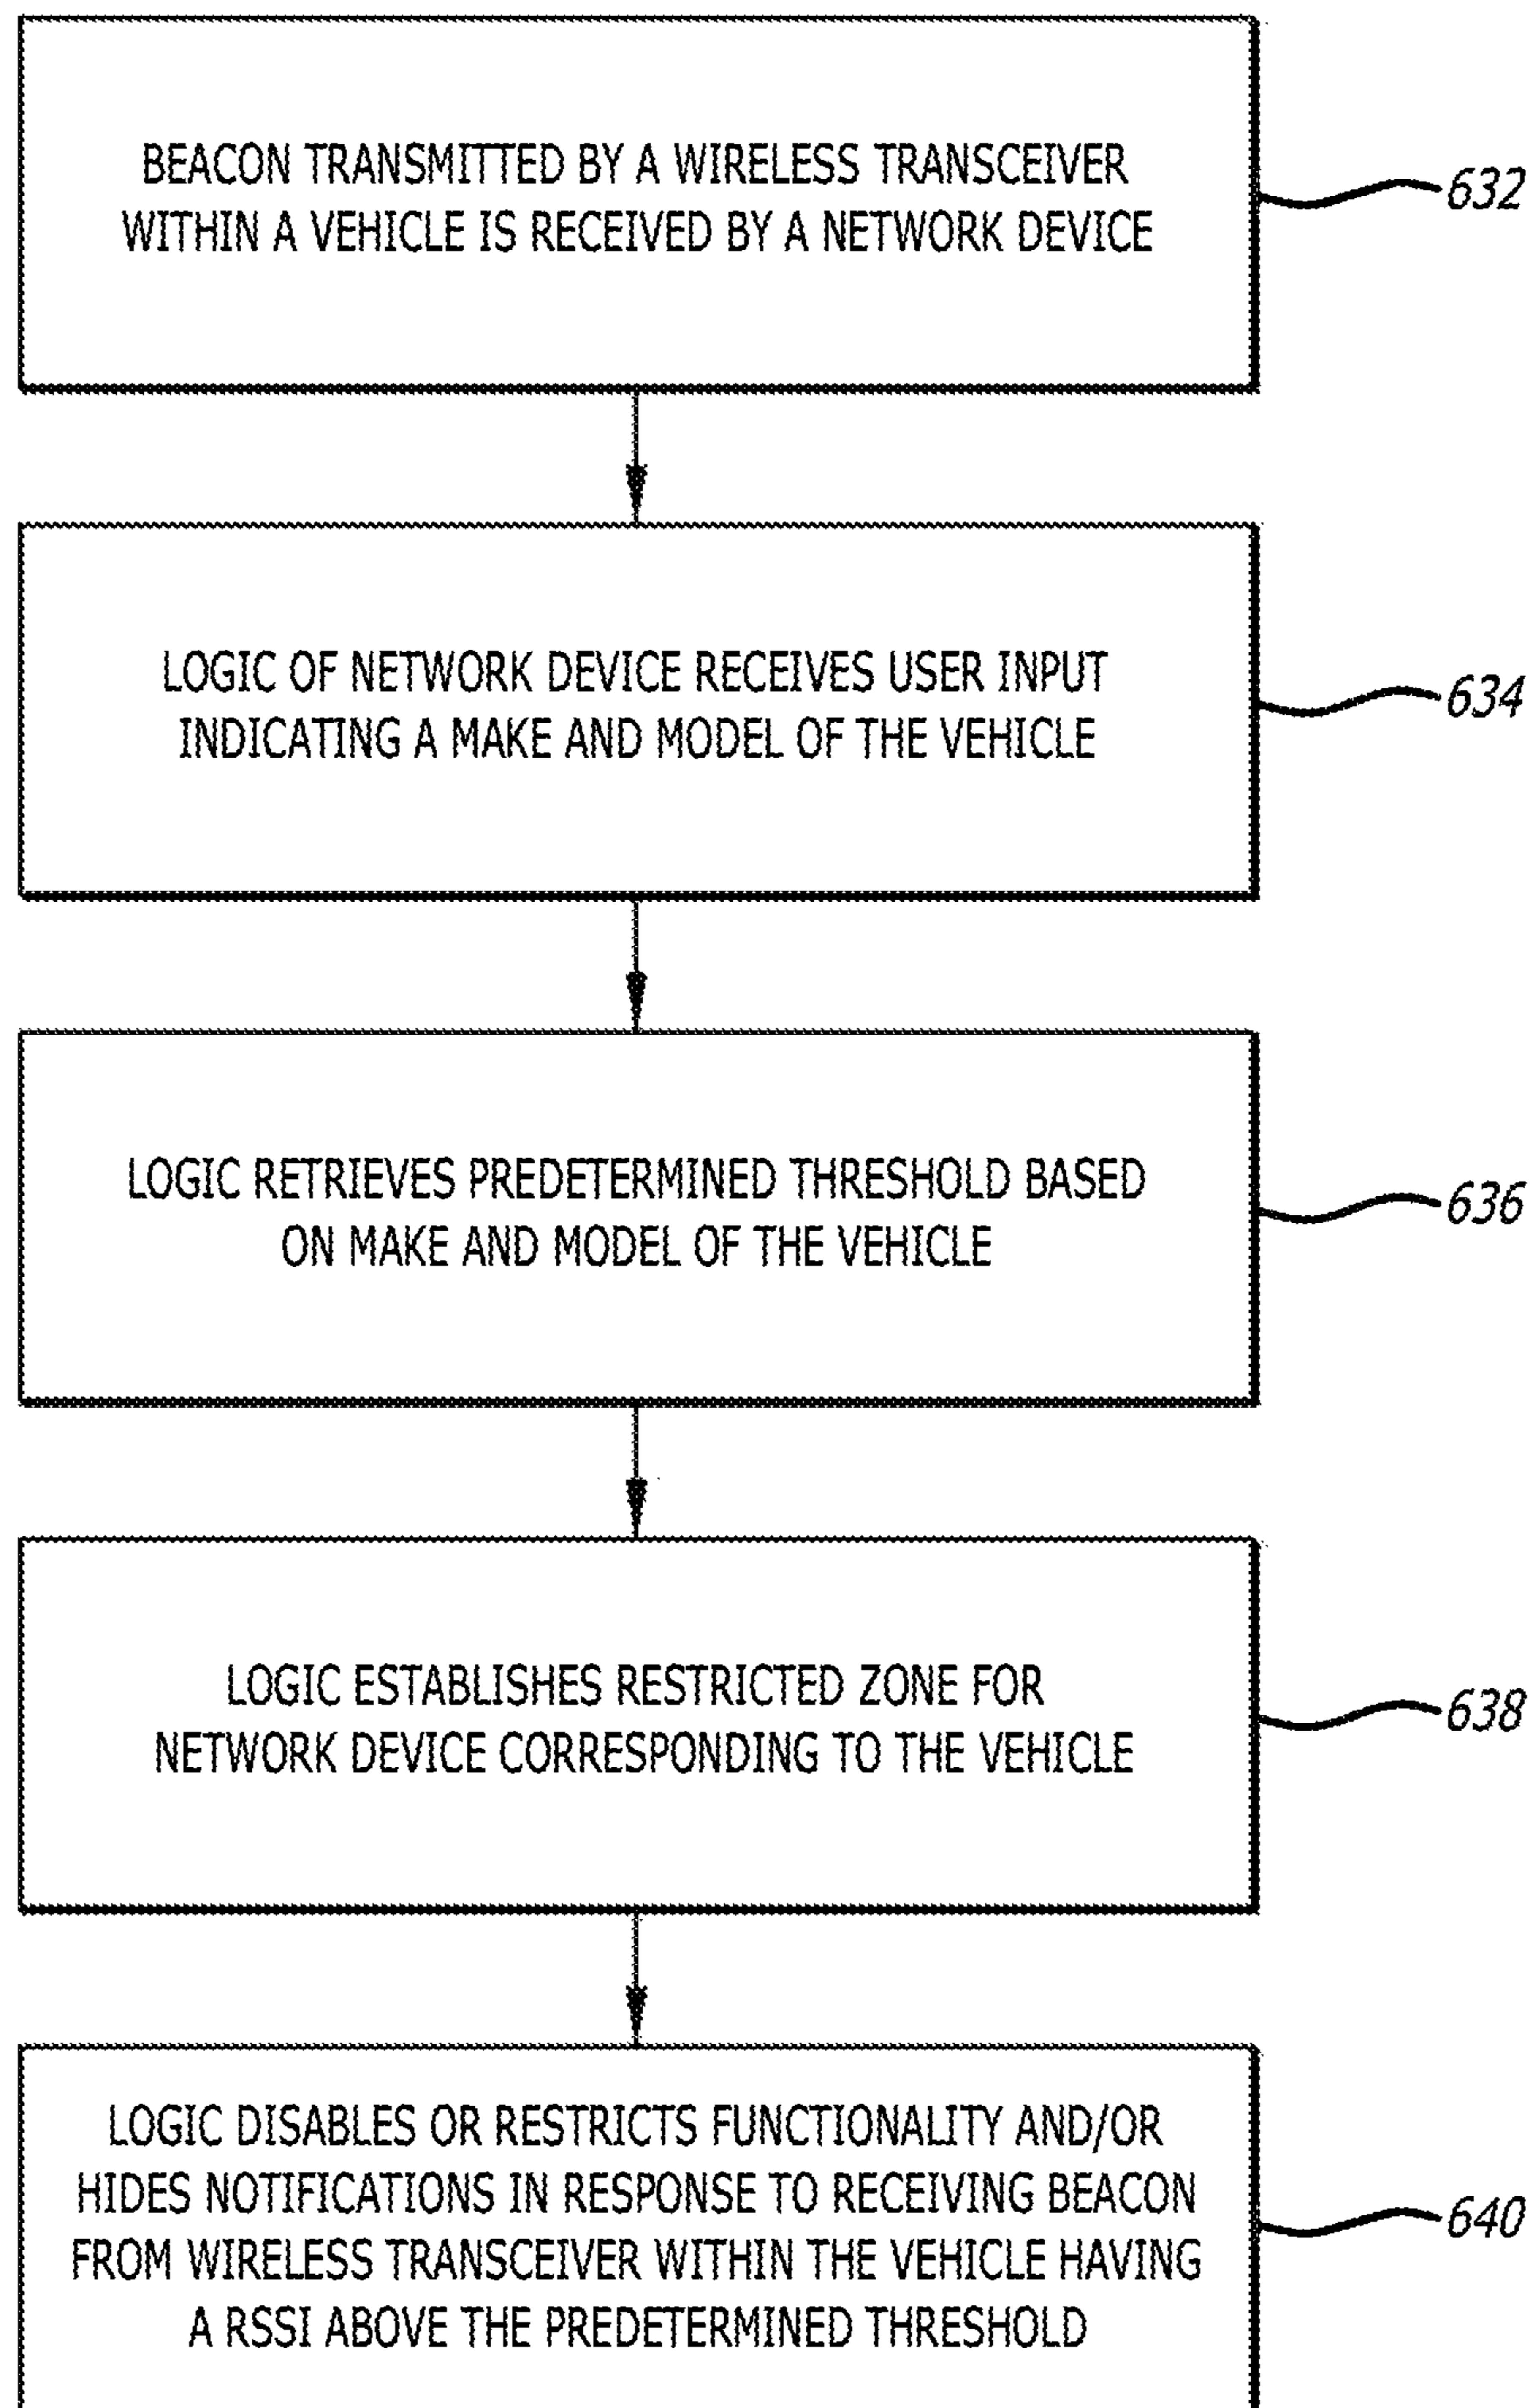 BEACON TRANSMITTED BY A WIRELESS TRANSCEIVER
WITHIN A VEHICLE IS RECEIVED BY A NETWORK DEVICE
632
LOGIC OF NETWORK DEVICE RECEIVES USER INPUT
INDICATING A MAKE AND MODEL OF THE VEHICLE
634
LOGIC RETRIEVES PREDETERMINED THRESHOLD BASED
ON MAKE AND MODEL OF THE VEHICLE
636
LOGIC ESTABLISHES RESTRICTED ZONE FOR
NETWORK DEVICE CORRESPONDING TO THE VEHICLE
638
LOGIC DISABLES OR RESTRICTS FUNCTIONALITY AND/OR
HIDES NOTIFICATIONS IN RESPONSE TO RECEIVING BEACON
FROM WIRELESS TRANSCEIVER WITHIN THE VEHICLE HAVING
A RSSI ABOVE THE PREDETERMINED THRESHOLD
640